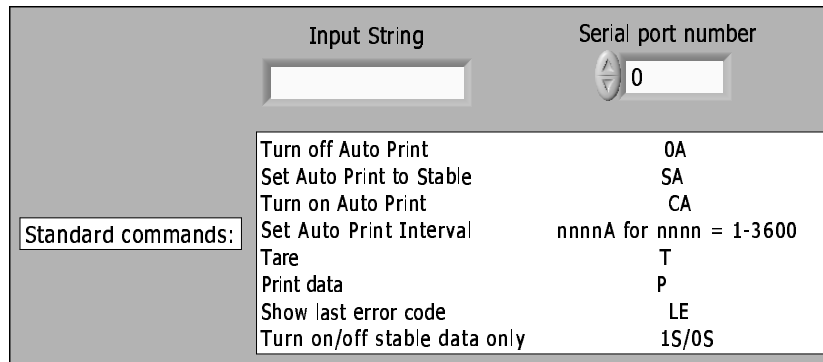 Input String Serial port number
0
Turn off Auto Print 0A
Set Auto Print to Stable SA
Turn on Auto Print CA
Standard commands: Set Auto Print Interval nnnnA for nnnn = 1-3600
Tare T
Print data P
Show last error code LE
Turn on/off stable data only 1S/0S